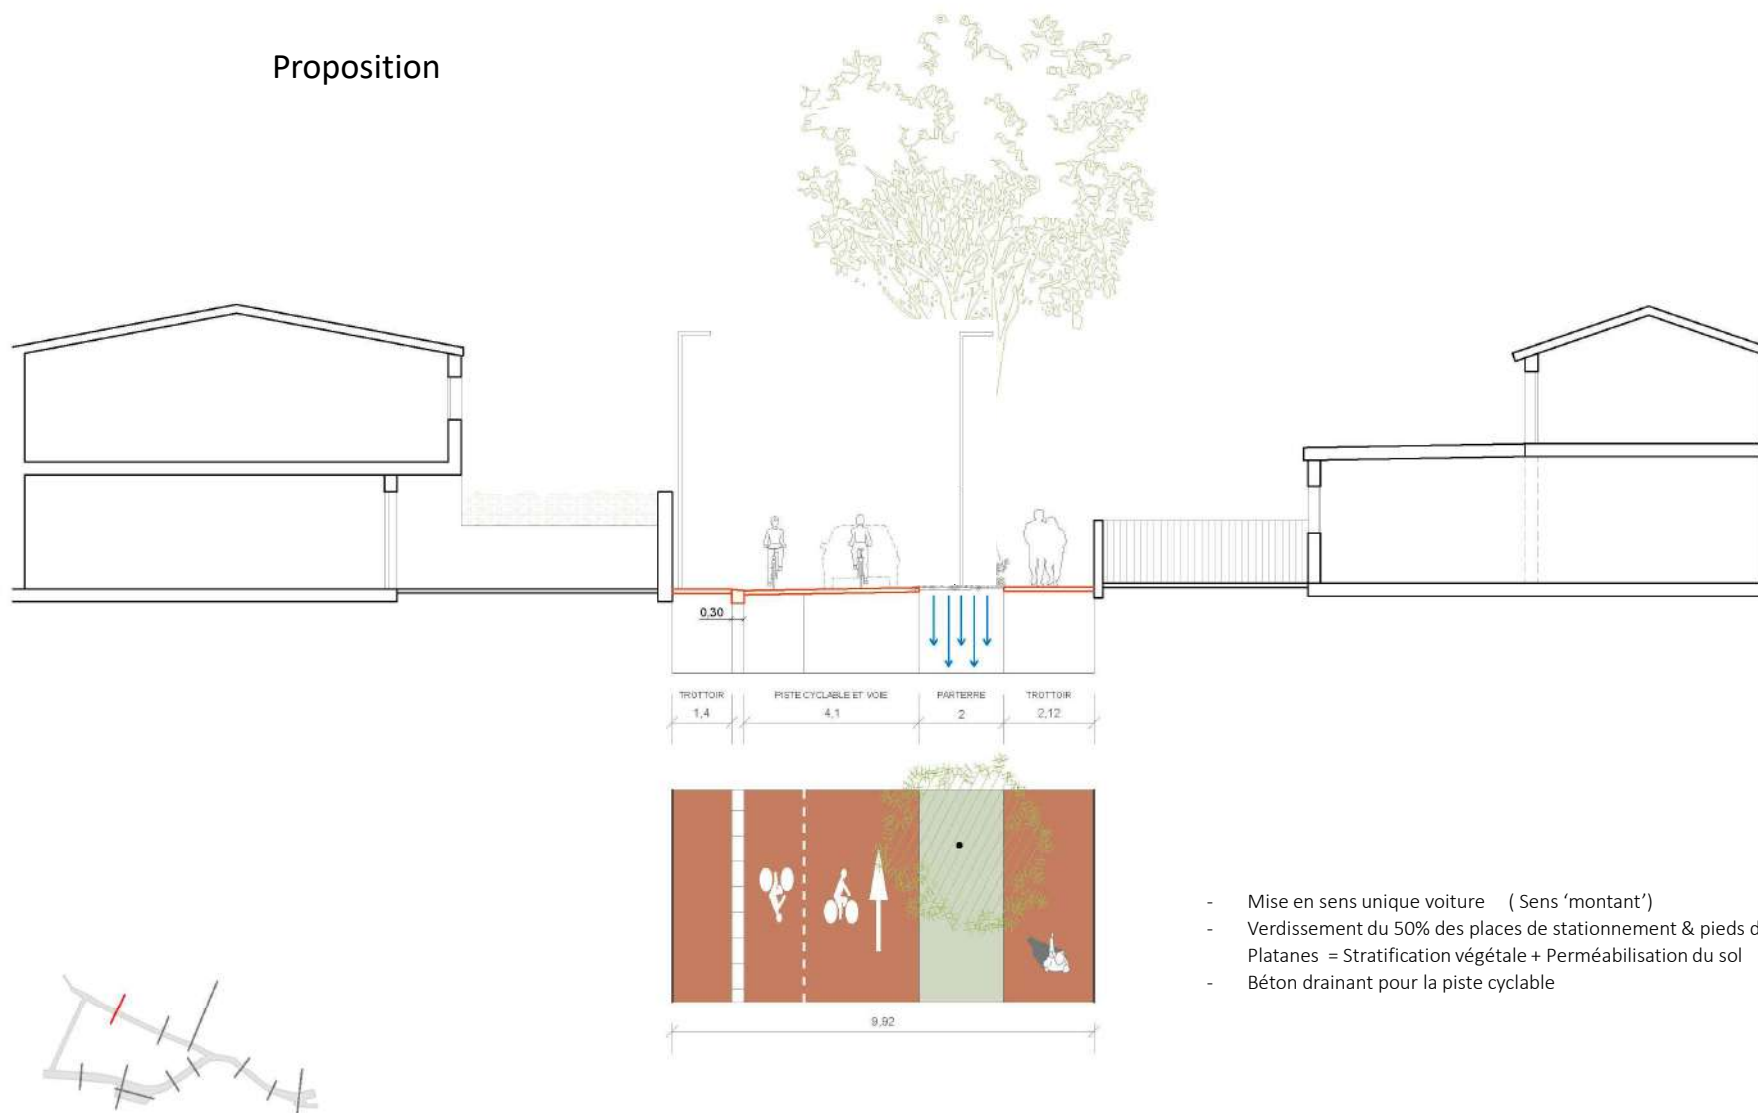 Proposition
0,30
TROTTOIR PISTE CYCLABLE ET VOIE PARTERRE TROTTOIR
1,4 4,1 2 2,12
9,92
- Mise en sens unique voiture ( Sens ‘montant’)
- Verdissement du 50% des places de stationnement & pieds d
Platanes = Stratification végétale + Perméabilisation du sol
- Béton drainant pour la piste cyclable